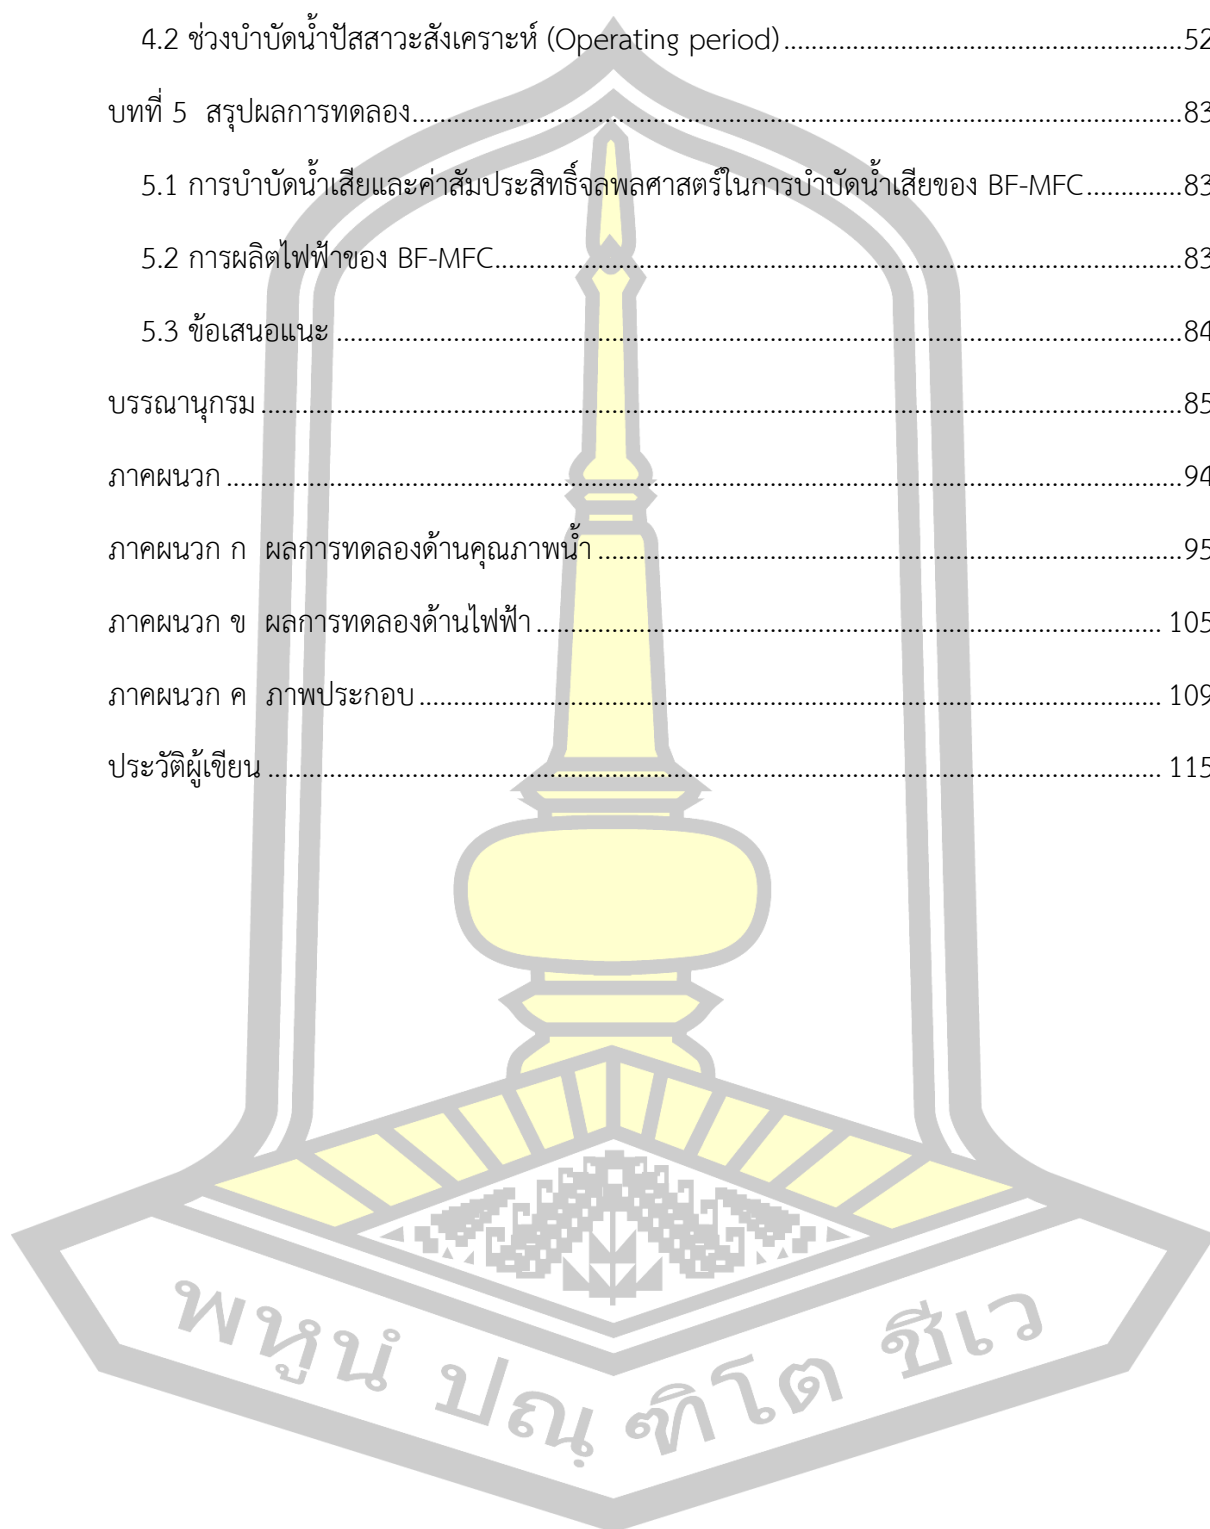 4.2 ช่วงบำบัดน้ำปัสสาวะสังเคราะห์ (Operating period)..........52
บทที่ 5 สรุปผลการทดลอง..........83
5.1 การบำบัดน้ำเสียและค่าสัมประสิทธิ์จลพลศาสตร์ในการบำบัดน้ำเสียของ BF-MFC..........83
5.2 การผลิตไฟฟ้าของ BF-MFC..........83
5.3 ข้อเสนอแนะ..........84
บรรณานุกรม..........85
ภาคผนวก..........94
ภาคผนวก ก ผลการทดลองด้านคุณภาพน้ำ..........95
ภาคผนวก ข ผลการทดลองด้านไฟฟ้า..........105
ภาคผนวก ค ภาพประกอบ..........109
ประวัติผู้เขียน..........115
พหูนํ ปณฺฑิโต ชีเว